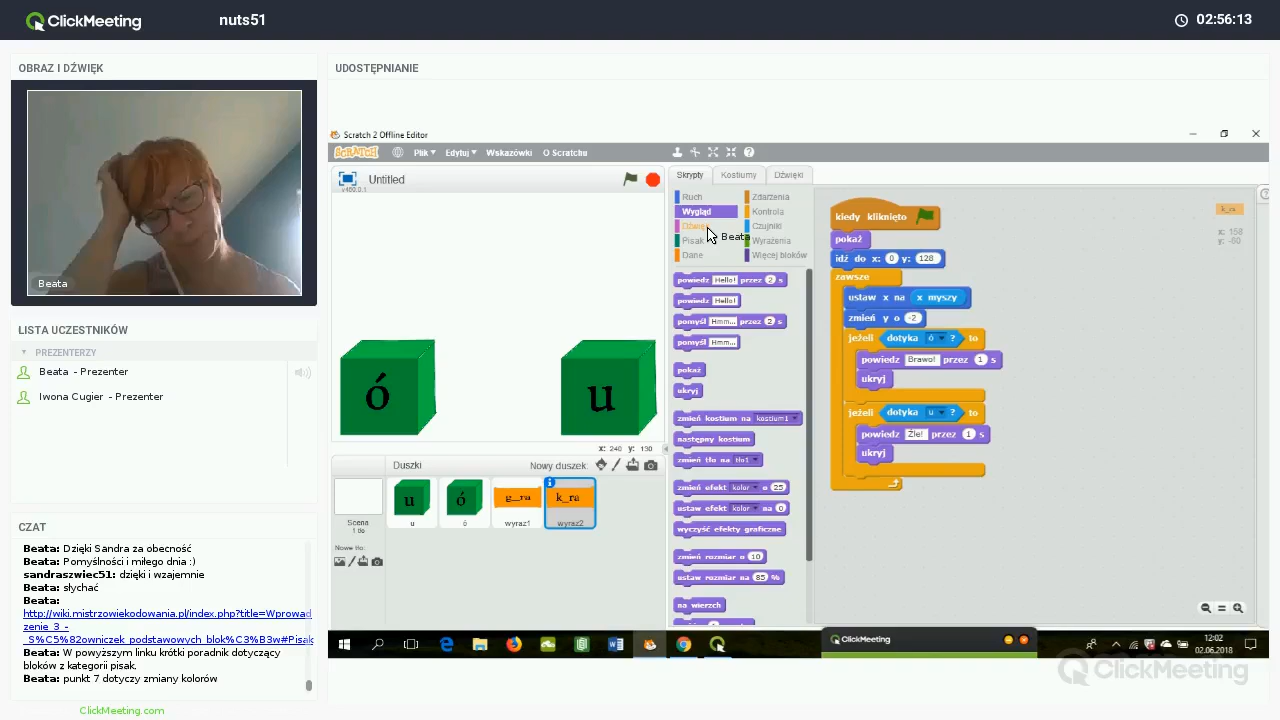 ClickMeeting
nuts51
02:56:13
OBRAZ I DŹWIĘK
Beata
LISTA UCZESTNIKÓW
PREZENTERZY
Beata - Prezenter
Iwona Cugier - Prezenter
CZAT
Beata: Dzięki Sandra za obecność
Beata: Pomyślności i miłego dnia :)
sandraszwiec51: dzięki i wzajemnie
Beata: słychać
Beata:
http://wiki.mistrzowiekodowania.pl/index.php?title=Wprowad
zenie_3_-
_S%C5%82owniczek_podstawowych_blok%C3%B3w#Pisak
Beata: W powyższym linku krótki poradnik dotyczący
bloków z kategorii pisak.
Beata: punkt 7 dotyczy zmiany kolorów
ClickMeeting.com
UDOSTĘPNIANIE
Scratch 2 Offline Editor
SCRATCH
Plik
Edytuj
Wskazówki
O Scratchu
Untitled
v460.0.1
ó
u
x: 240 y: 130
Duszki
Nowy duszek:
Scena
1 tło
Nowe tło:
u
u
ó
ó
g_ra
wyraz1
k_ra
wyraz2
Skrypty
Kostiumy
Dźwięki
Ruch
Wygląd
Pisak
Dane
Beata
Zdarzenia
Kontrola
Czujniki
Wyrażenia
Więcej bloków
powiedz Hello! przez 2 s
powiedz Hello!
pomyśl Hmm... przez 2 s
pomyśl Hmm...
pokaż
ukryj
zmień kostium na kostium1
następny kostium
zmień tło na tło1
zmień efekt kolor o 25
ustaw efekt kolor na 0
wyczyść efekty graficzne
zmień rozmiar o 10
ustaw rozmiar na 85 %
na wierzch
kiedy kliknięto
pokaż
idź do x: 0 y: 128
zawsze
ustaw x na x myszy
zmień y o -2
jeżeli dotyka ó ? to
powiedz Brawo! przez 1 s
ukryj
jeżeli dotyka u ? to
powiedz Źle! przez 1 s
ukryj
k_ra
x: 158
y: -60
ClickMeeting
12:02
02.06.2018
ClickMeeting